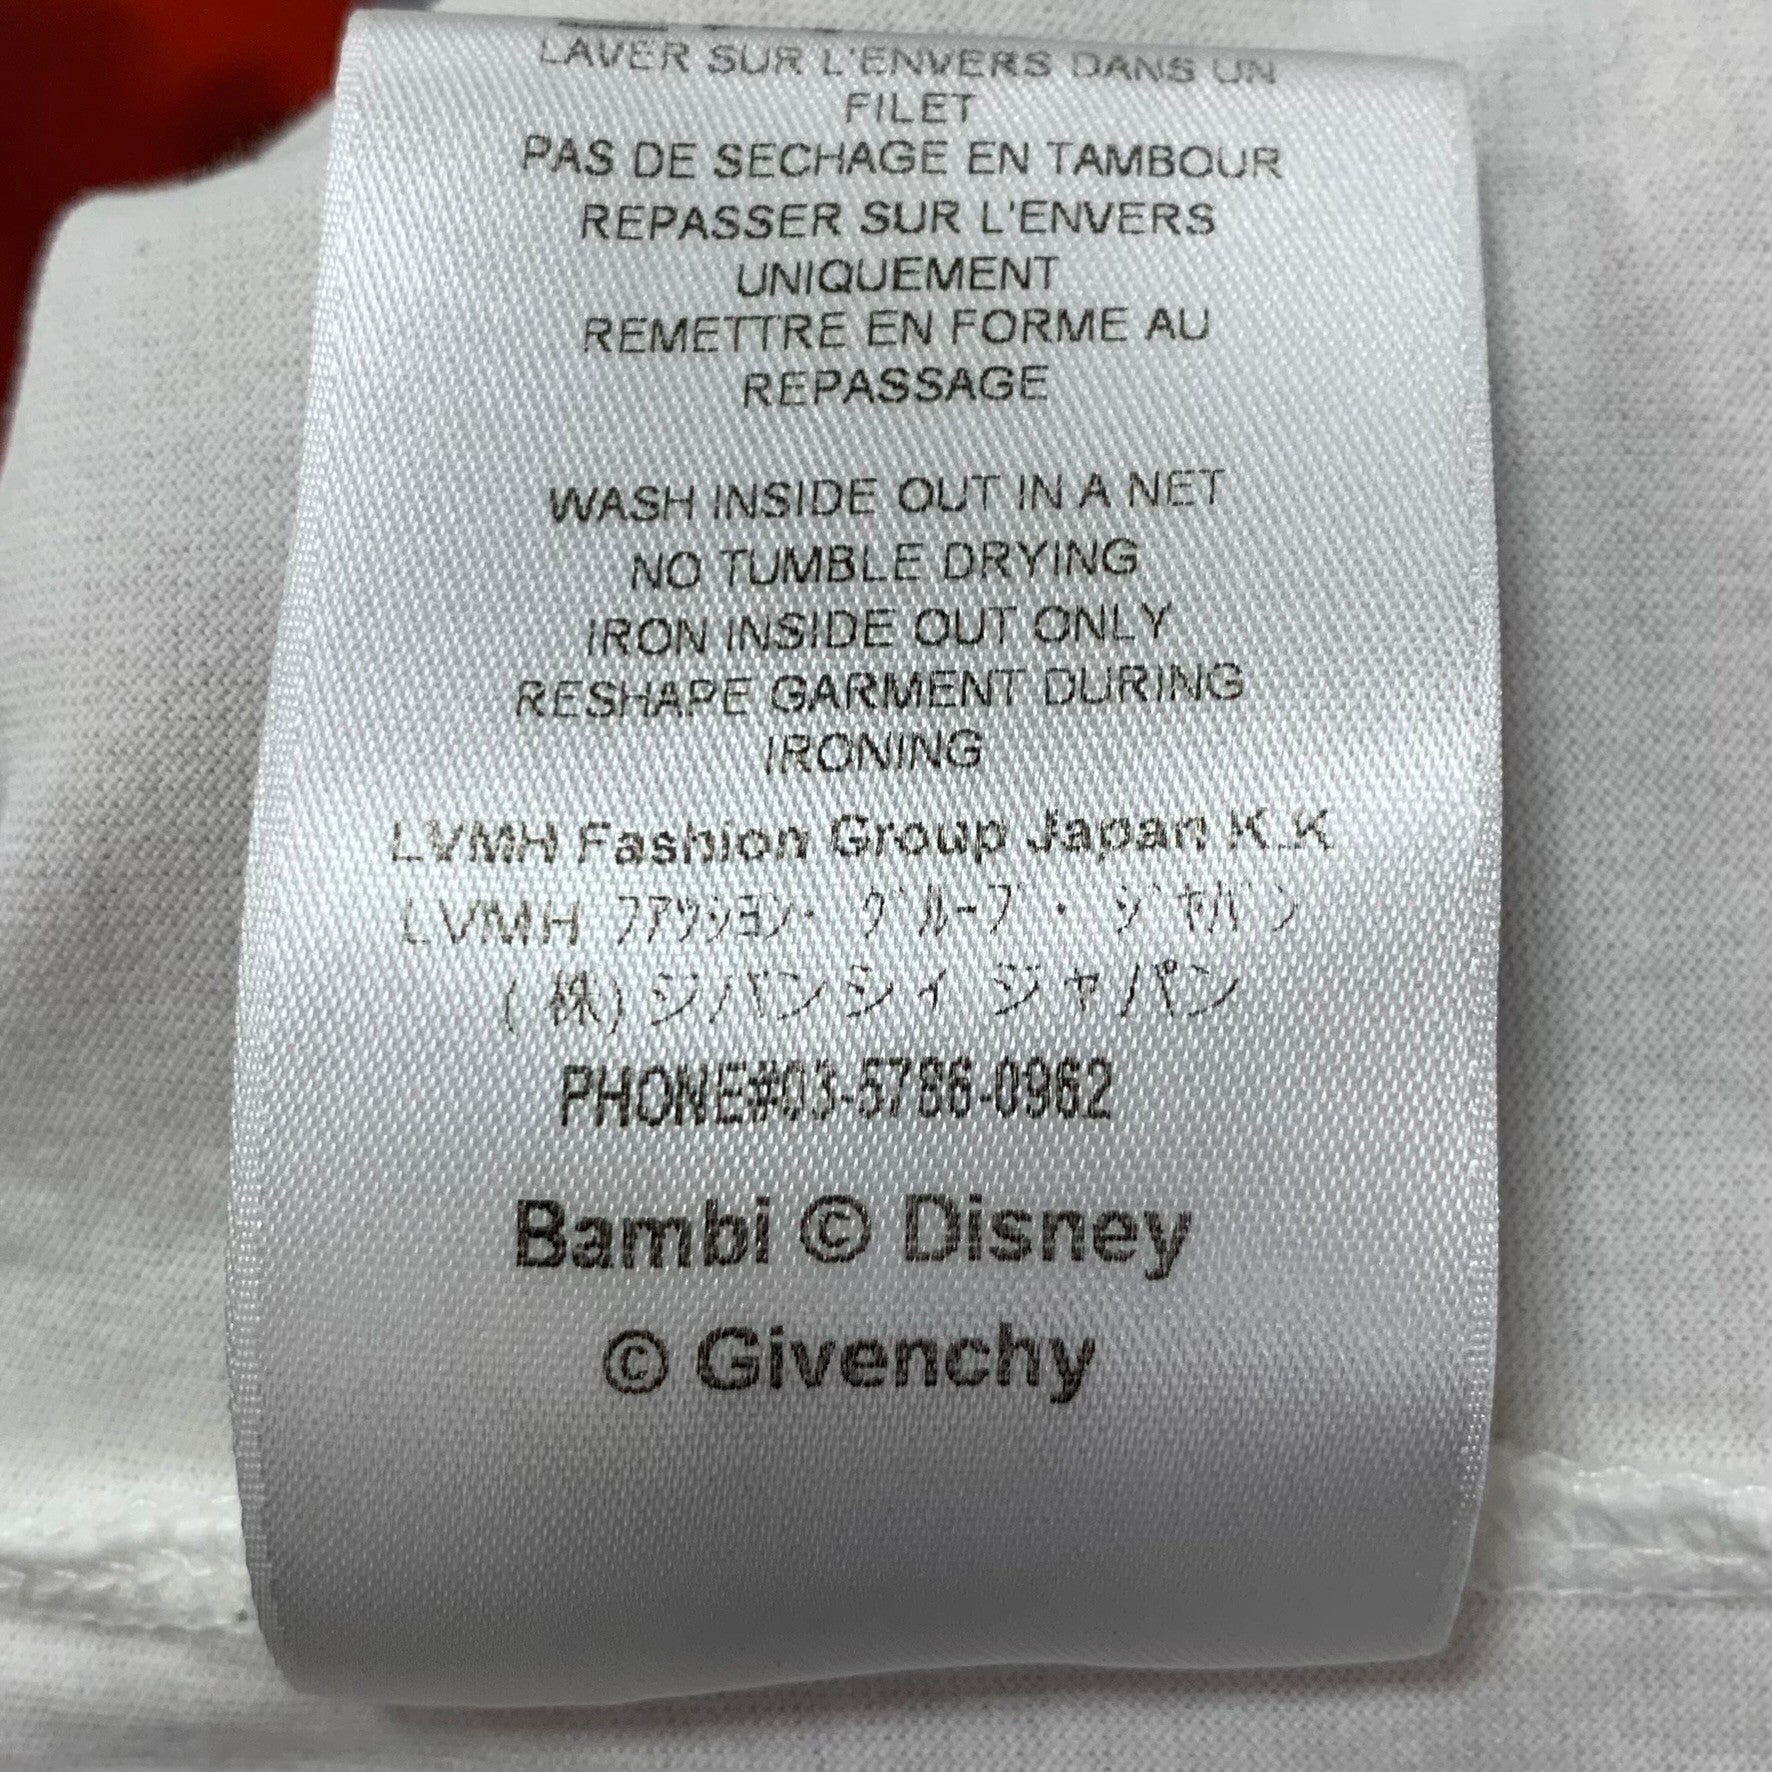 LAVER SUR L'ENVERS DANS UN
FILET
PAS DE SECHAGE EN TAMBOUR
REPASSER SUR L'ENVERS
UNIQUEMENT
REMETTRE EN FORME AU
REPASSAGE
WASH INSIDE OUT IN A NET
NO TUMBLE DRYING
IRON INSIDE OUT ONLY
RESHAPE GARMENT DURING
IRONING
LVMH Fashion Group Japan K.K
LVMH ファッション・グループ・ジャパン
(株)ジバンシィ ジャパン
PHONE#03-5786-0962
Bambi © Disney
© Givenchy